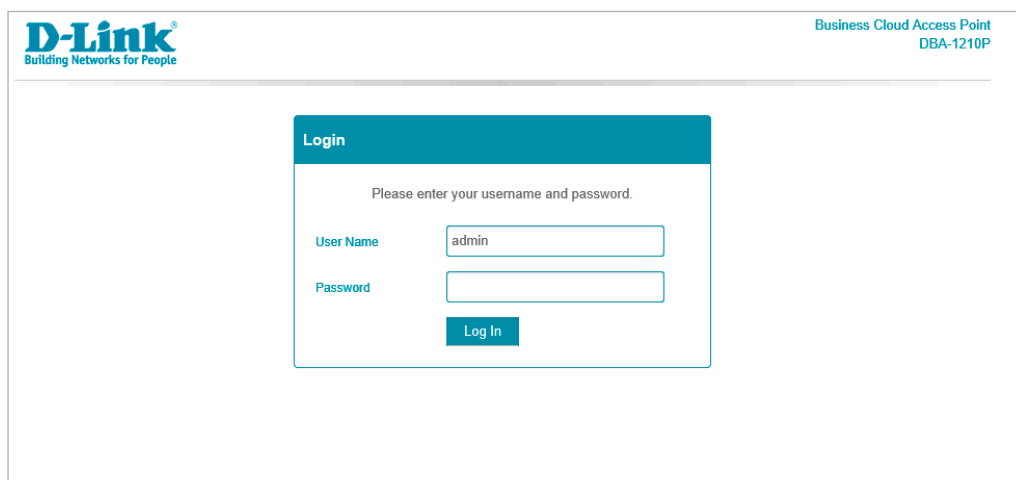 D-Link®
Building Networks for People
Business Cloud Access Point
DBA-1210P
Login
Please enter your username and password.
User Name
admin
Password
Log In